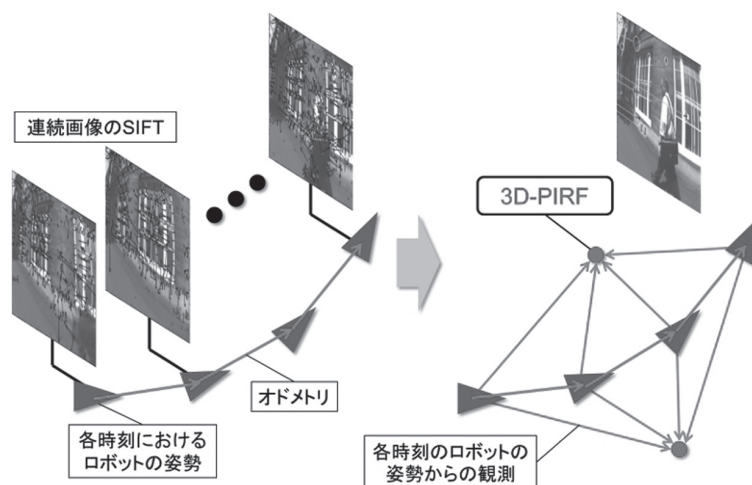 連続画像のSIFT
3D-PIRF
オドメトリ
各時刻における
ロボットの姿勢
各時刻のロボットの
姿勢からの観測